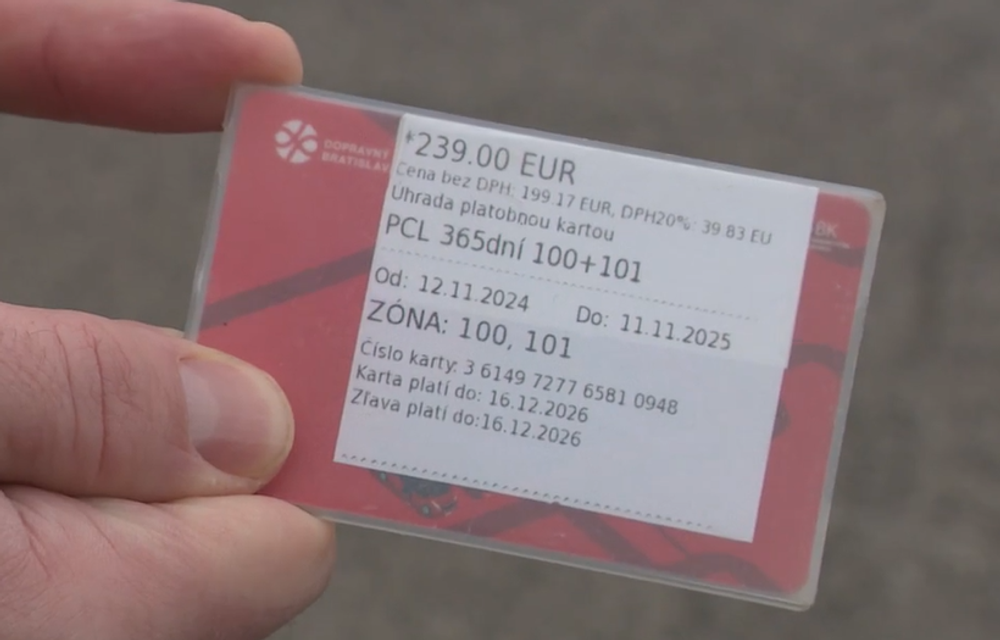 DOPRAVNÝ
BRATISLAV
*239.00 EUR
Cena bez DPH: 199.17 EUR, DPH20%: 39.83 EU
Úhrada platobnou kartou
PCL 365dní 100+101
Od: 12.11.2024 Do: 11.11.2025
ZÓNA: 100, 101
Číslo karty: 3 6149 7277 6581 0948
Karta platí do: 16.12.2026
Zľava platí do:16.12.2026
BK